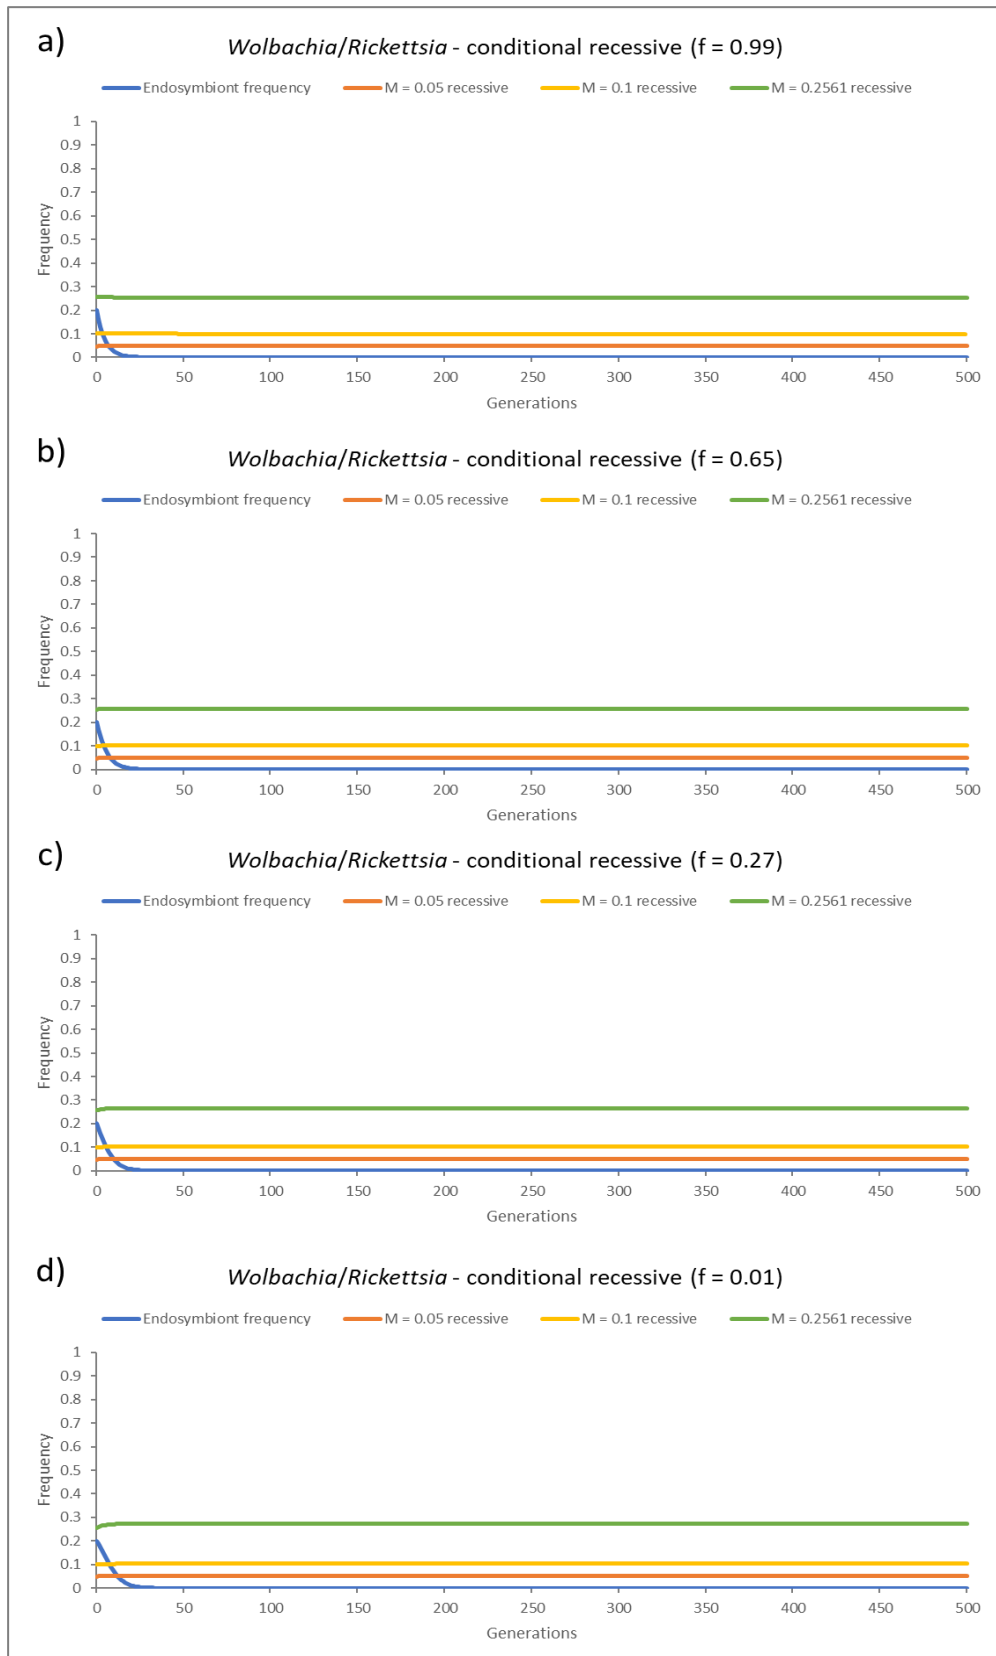 a)
Wolbachia/Rickettsia - conditional recessive (f = 0.99)
Endosymbiont frequency M = 0.05 recessive M = 0.1 recessive M = 0.2561 recessive
1
0.9
0.8
0.7
0.6
0.5
0.4
0.3
0.2
0.1
0
Frequency
0 50 100 150 200 250 300 350 400 450 500
Generations
b)
Wolbachia/Rickettsia - conditional recessive (f = 0.65)
Endosymbiont frequency M = 0.05 recessive M = 0.1 recessive M = 0.2561 recessive
1
0.9
0.8
0.7
0.6
0.5
0.4
0.3
0.2
0.1
0
Frequency
0 50 100 150 200 250 300 350 400 450 500
Generations
c)
Wolbachia/Rickettsia - conditional recessive (f = 0.27)
Endosymbiont frequency M = 0.05 recessive M = 0.1 recessive M = 0.2561 recessive
1
0.9
0.8
0.7
0.6
0.5
0.4
0.3
0.2
0.1
0
Frequency
0 50 100 150 200 250 300 350 400 450 500
Generations
d)
Wolbachia/Rickettsia - conditional recessive (f = 0.01)
Endosymbiont frequency M = 0.05 recessive M = 0.1 recessive M = 0.2561 recessive
1
0.9
0.8
0.7
0.6
0.5
0.4
0.3
0.2
0.1
0
Frequency
0 50 100 150 200 250 300 350 400 450 500
Generations